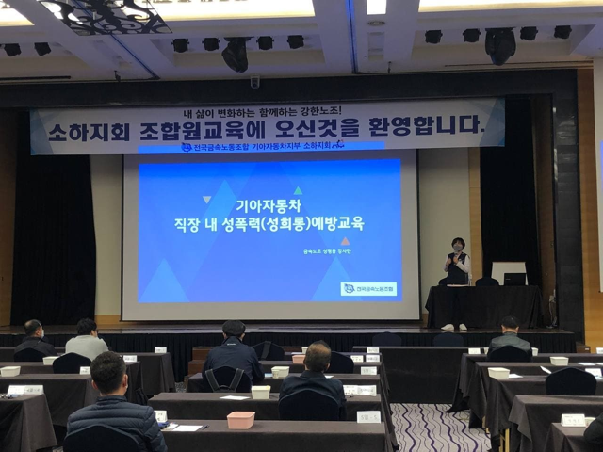 내 삶이 변화하는 함께하는 강한노조!
소하지회 조합원교육에 오신것을 환영합니다.
전국금속노동조합 기아자동차지부 소하지회
기아자동차
직장 내 성폭력(성희롱)예방교육
금속노조
전국금속노동조합